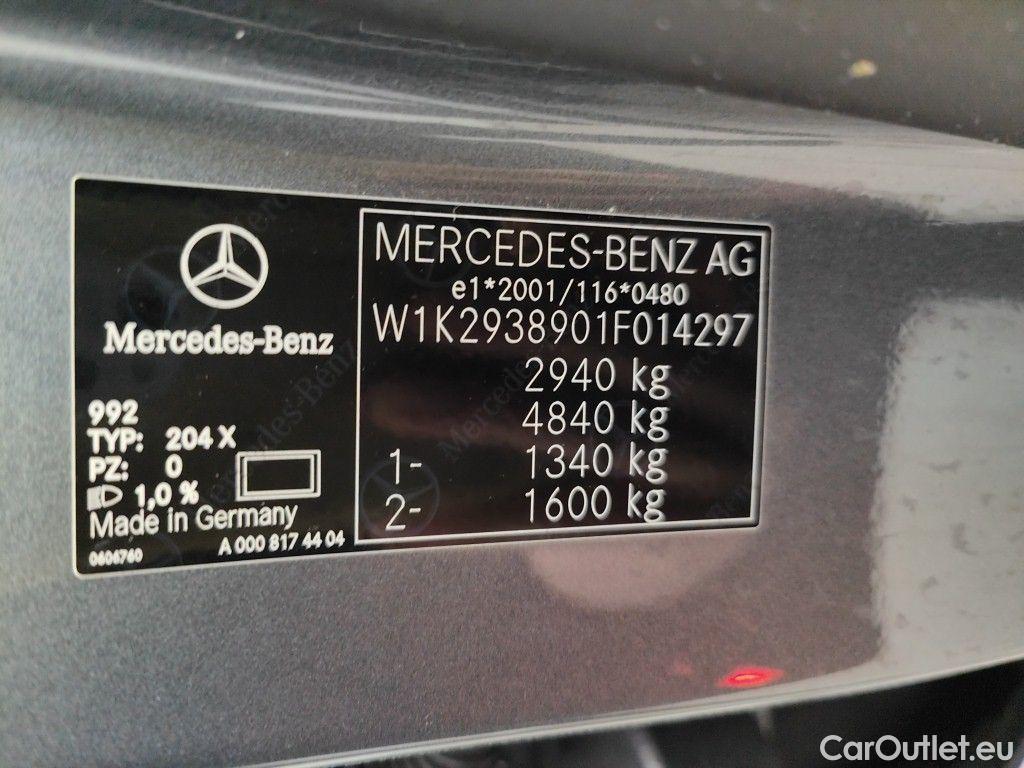 Mercedes-Benz
992
TYP: 204 X
PZ: 0
1,0 %
Made in Germany
0606760
A 000 817 44 04
MERCEDES-BENZ AG
e1*2001/116*0480
W1K2938901F014297
2940 kg
4840 kg
1- 1340 kg
2- 1600 kg
CarOutlet.eu